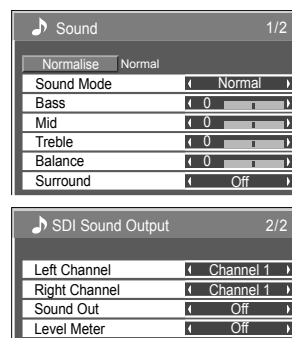 Sound 1/2
Normalise Normal
Sound Mode Normal
Bass 0
Mid 0
Treble 0
Balance 0
Surround Off
SDI Sound Output 2/2
Left Channel Channel 1
Right Channel Channel 1
Sound Out Off
Level Meter Off